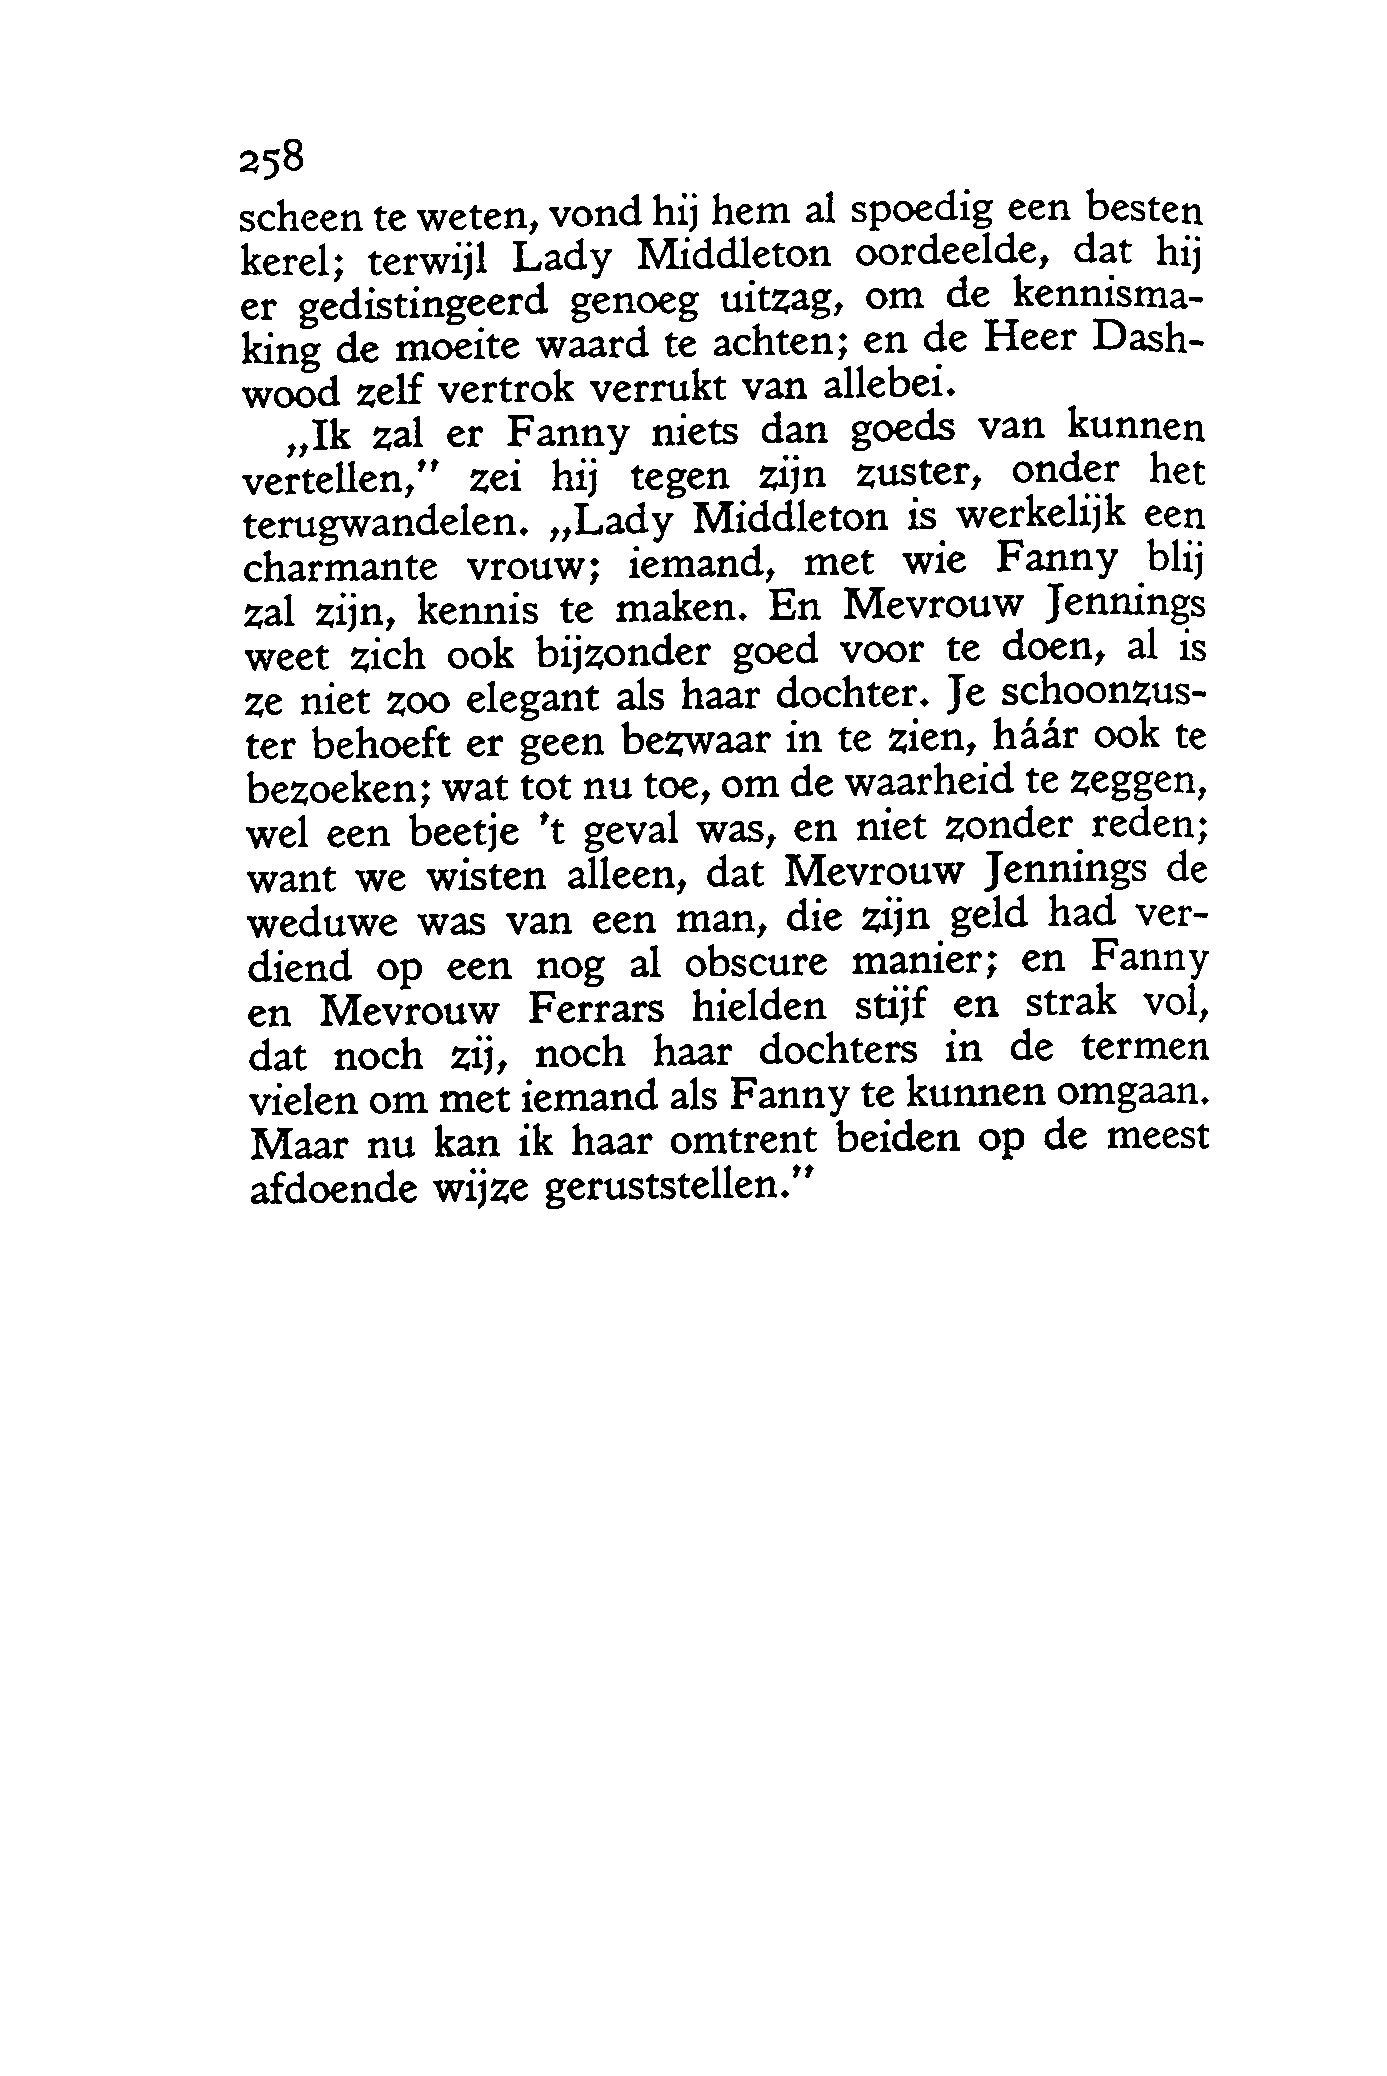 258
scheen te weten, vond hij hem al spoedig een besten
kerel; terwijl Lady Middleton oordeelde, dat hij
er gedistingeerd genoeg uitzag, om de kennisma-
king de moeite waard te achten; en de Heer Dash-
wood zelf vertrok verrukt van allebei.
„Ik zal er Fanny niets dan goeds van kunnen
vertellen,” zei hij tegen zijn zuster, onder het
terugwandelen. „Lady Middleton is werkelijk een
charmante vrouw; iemand, met wie Fanny blij
zal zijn, kennis te maken. En Mevrouw Jennings
weet zich ook bijzonder goed voor te doen, al is
ze niet zoo elegant als haar dochter. Je schoonzus-
ter behoeft er geen bezwaar in te zien, háár ook te
bezoeken; wat tot nu toe, om de waarheid te zeggen,
wel een beetje 't geval was, en niet zonder reden;
want we wisten alleen, dat Mevrouw Jennings de
weduwe was van een man, die zijn geld had ver-
diend op een nog al obscure manier; en Fanny
en Mevrouw Ferrars hielden stijf en strak vol,
dat noch zij, noch haar dochters in de termen
vielen om met iemand als Fanny te kunnen omgaan.
Maar nu kan ik haar omtrent beiden op de meest
afdoende wijze geruststellen.”